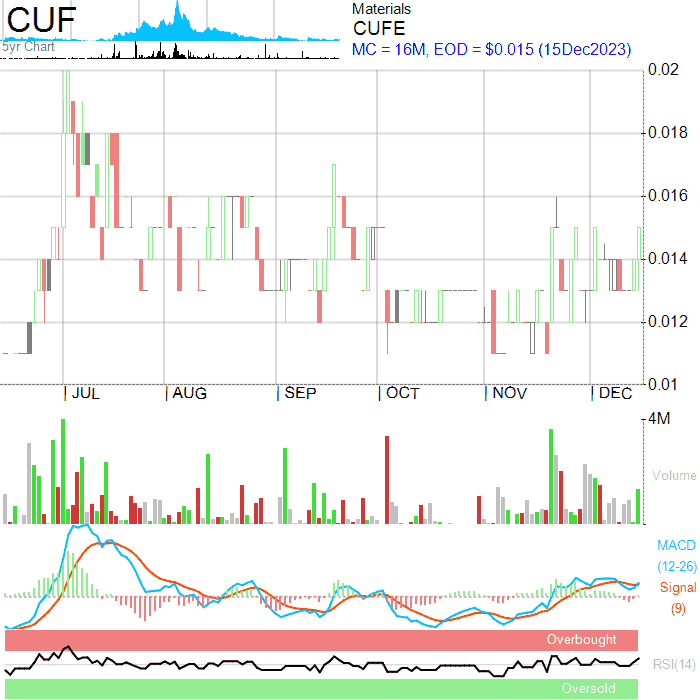 CUF
5yr Chart
Materials
CUFE
MC = 16M, EOD = $0.015 (15Dec2023)
0.02
0.018
0.016
0.014
0.012
0.01
| JUL | AUG | SEP | OCT | NOV | DEC
4M
Volume
MACD
(12-26)
Signal
(9)
Overbought
RSI(14)
Oversold